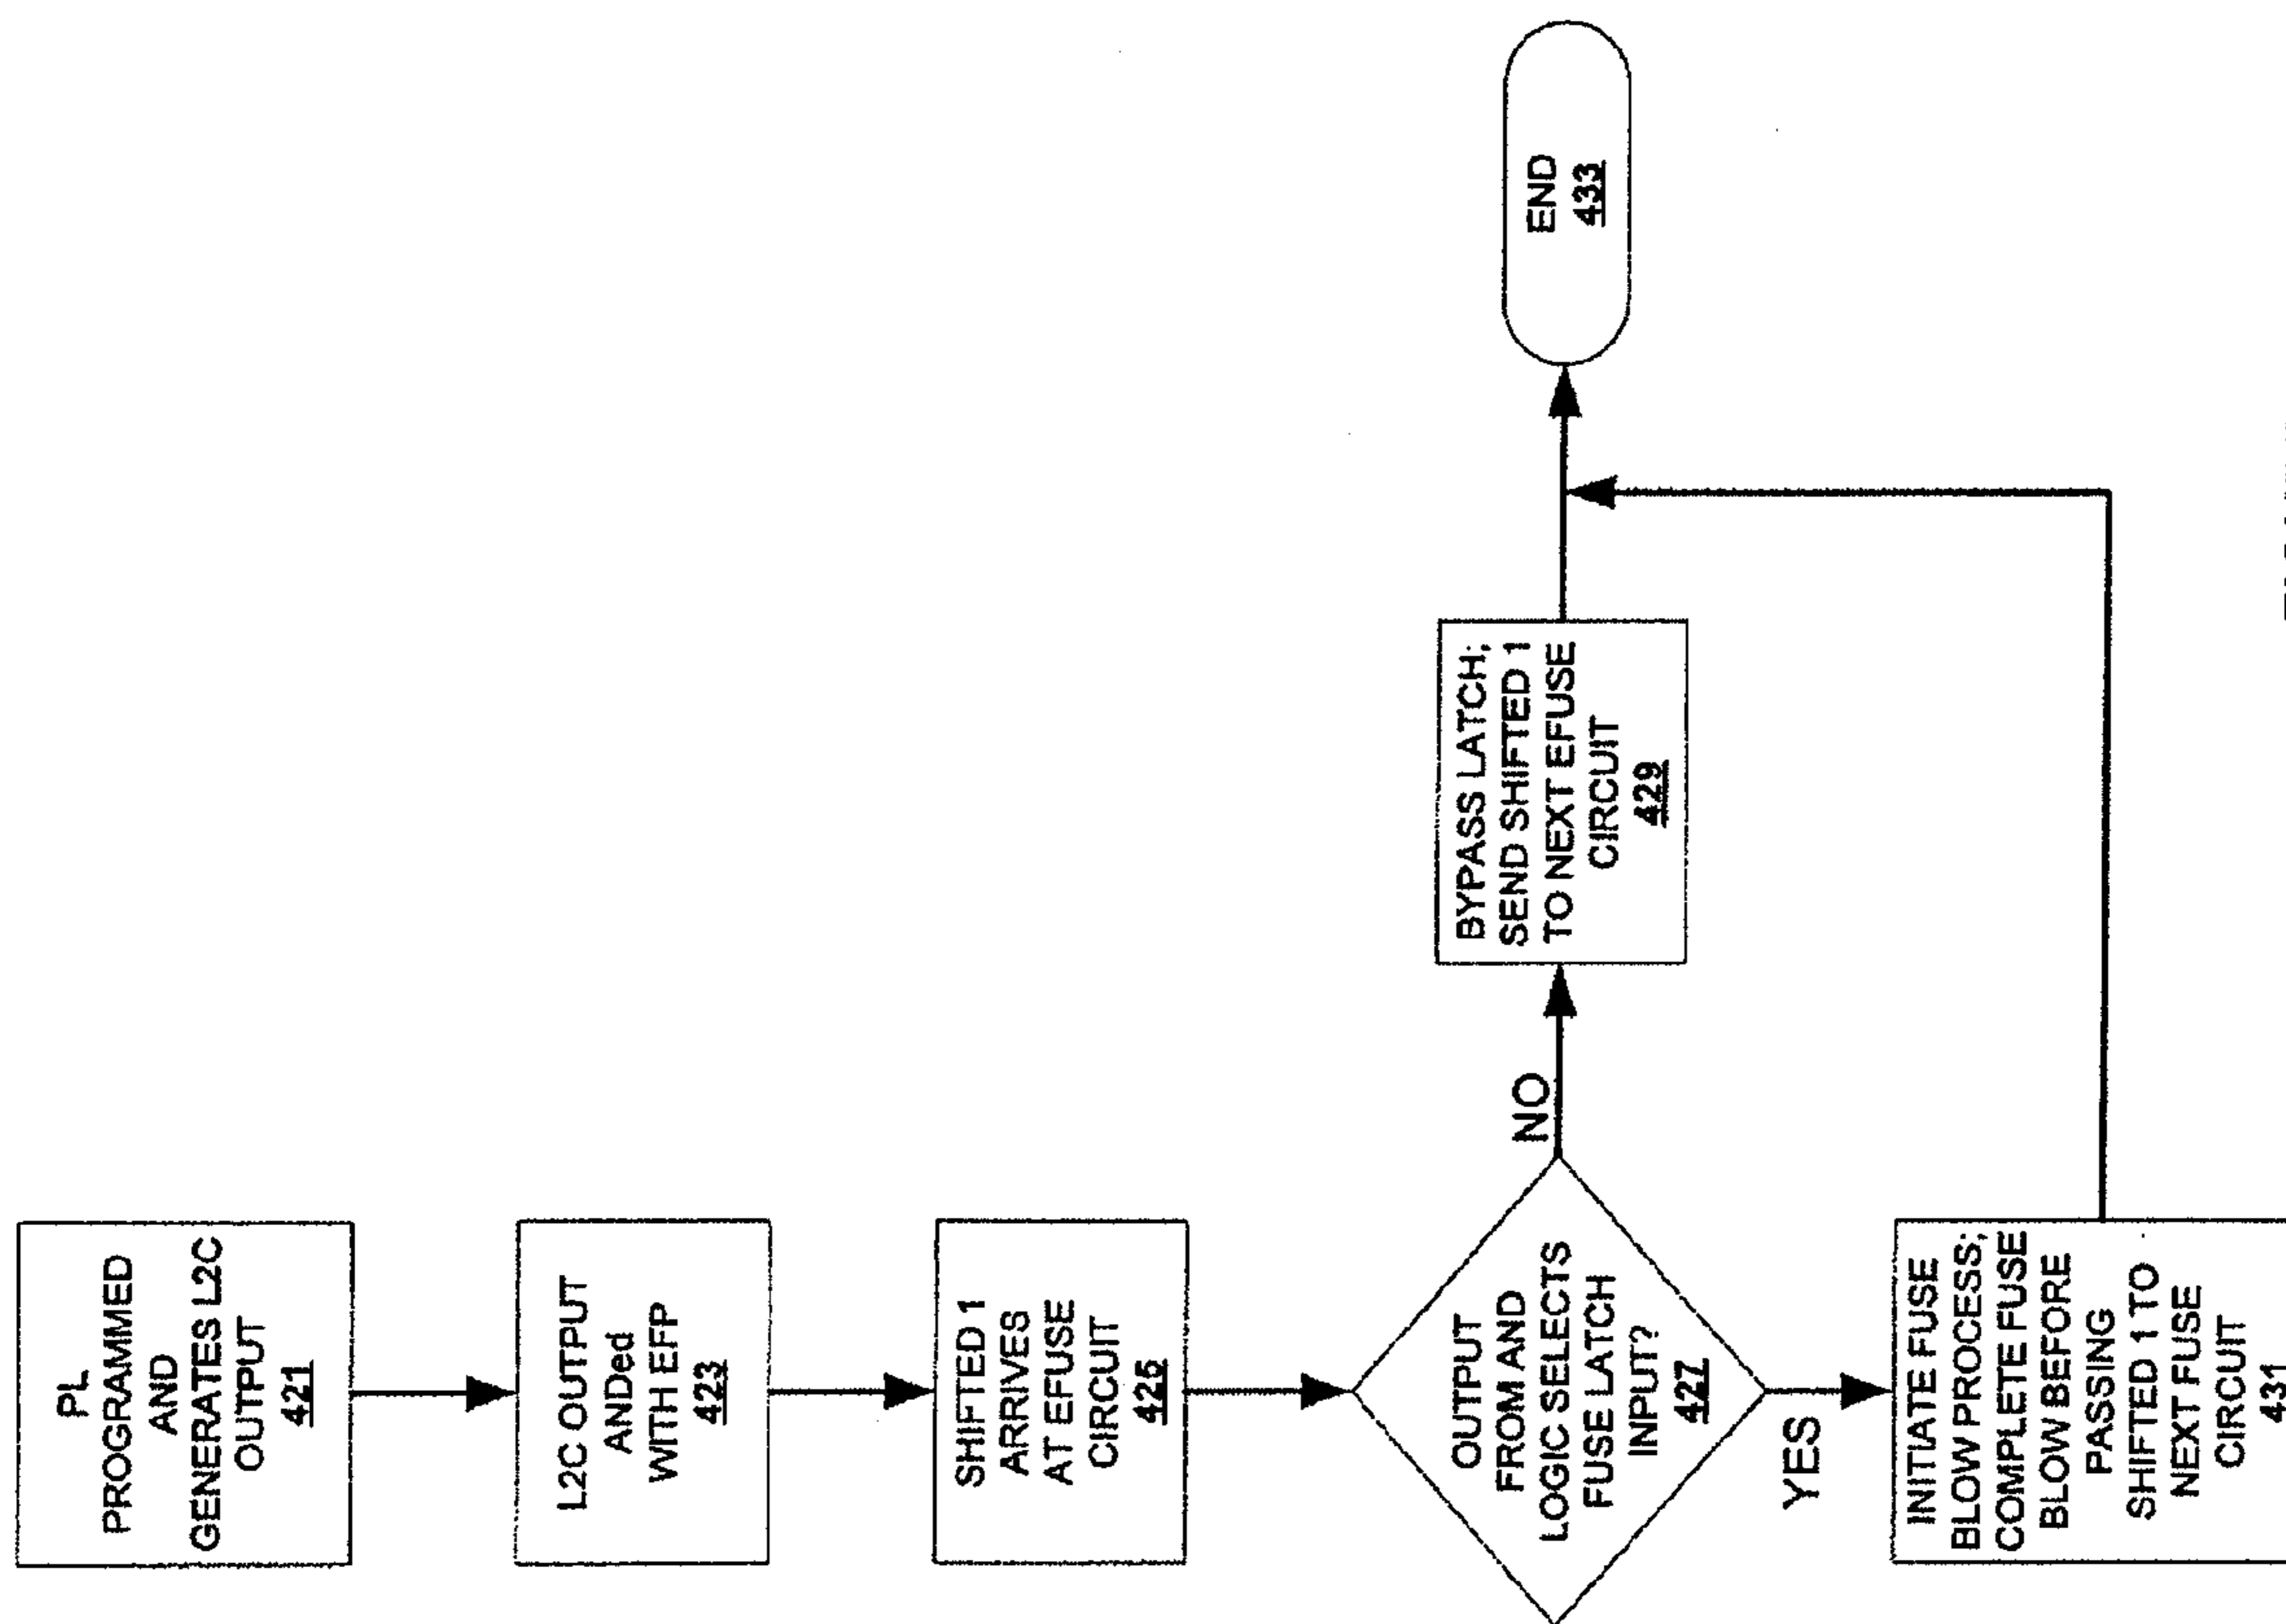 PL
PROGRAMMED
AND
GENERATES L2C
OUTPUT
421
L2C OUTPUT
ANDed
WITH EFP
423
SHIFTED 1
ARRIVES
AT EFUSE
CIRCUIT
425
OUTPUT
FROM AND
LOGIC SELECTS
FUSE LATCH
INPUT?
427
NO
BYPASS LATCH;
SEND SHIFTED 1
TO NEXT EFUSE
CIRCUIT
429
END
433
YES
INITIATE FUSE
BLOW PROCESS;
COMPLETE FUSE
BLOW BEFORE
PASSING
SHIFTED 1 TO
NEXT FUSE
CIRCUIT
431